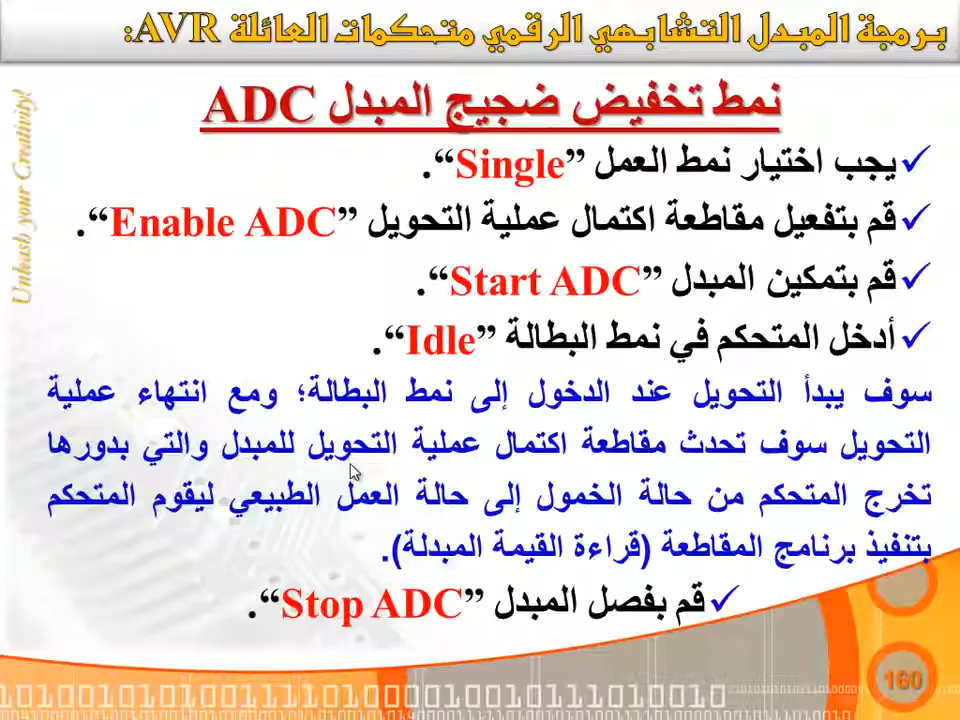 برمجة المبدل التشابهي الرقمي متحكمات العائلة AVR:
Unleash your Creativity!
نمط تخفيض ضجيج المبدل ADC
✓ يجب اختيار نمط العمل ”Single“.
✓ قم بتفعيل مقاطعة اكتمال عملية التحويل ”Enable ADC“.
✓ قم بتمكين المبدل ”Start ADC“.
✓ أدخل المتحكم في نمط البطالة ”Idle“.
سوف يبدأ التحويل عند الدخول إلى نمط البطالة؛ ومع انتهاء عملية
التحويل سوف تحدث مقاطعة اكتمال عملية التحويل للمبدل والتي بدورها
تخرج المتحكم من حالة الخمول إلى حالة العمل الطبيعي ليقوم المتحكم
بتنفيذ برنامج المقاطعة (قراءة القيمة المبدلة).
✓ قم بفصل المبدل ”Stop ADC“.
160